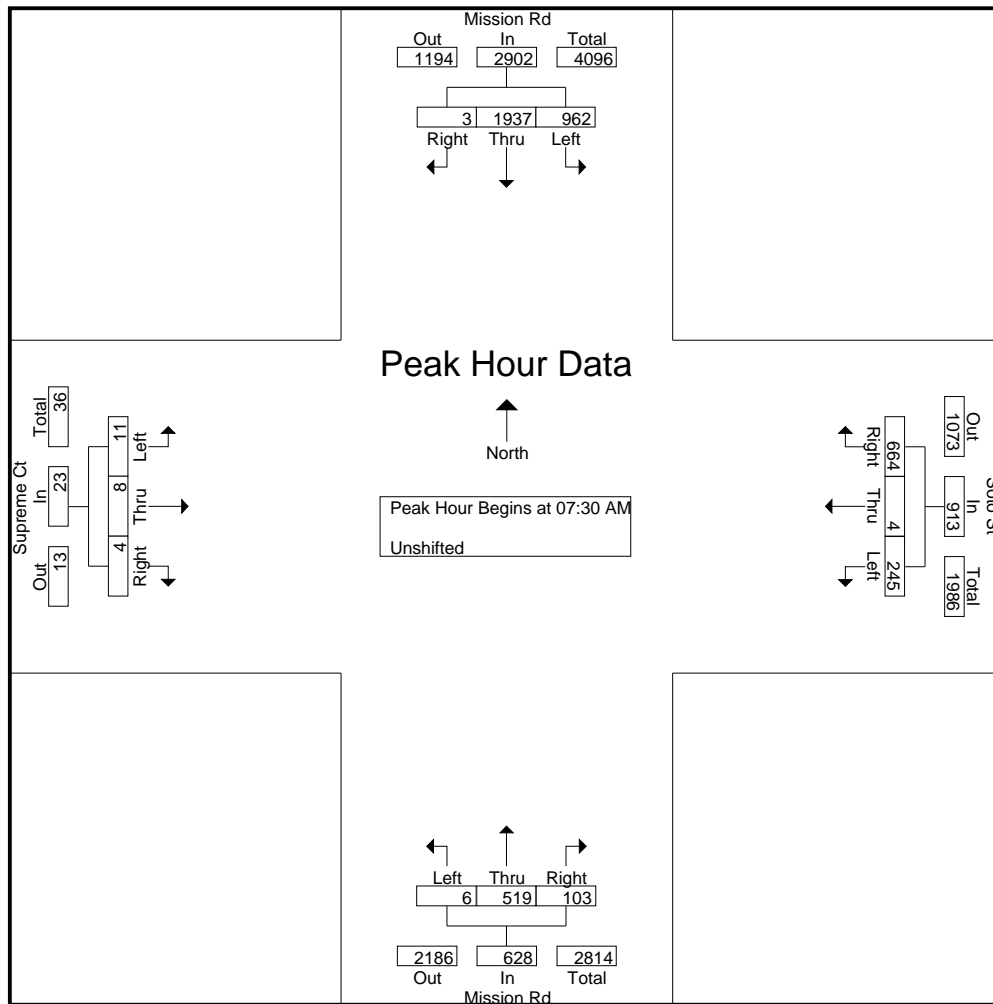 Mission Rd
Out In Total
1194 2902 4096
3 1937 962
Right Thru Left
Peak Hour Data
North
Peak Hour Begins at 07:30 AM
Unshifted
Supreme Ct
Total In Out
36 23 13
11 8 4
Left Thru Right
Right Thru Left
664 4 245
Out In Total
1073 913 1986
St
Left Thru Right
6 519 103
2186 628 2814
Out In Total
Mission Rd